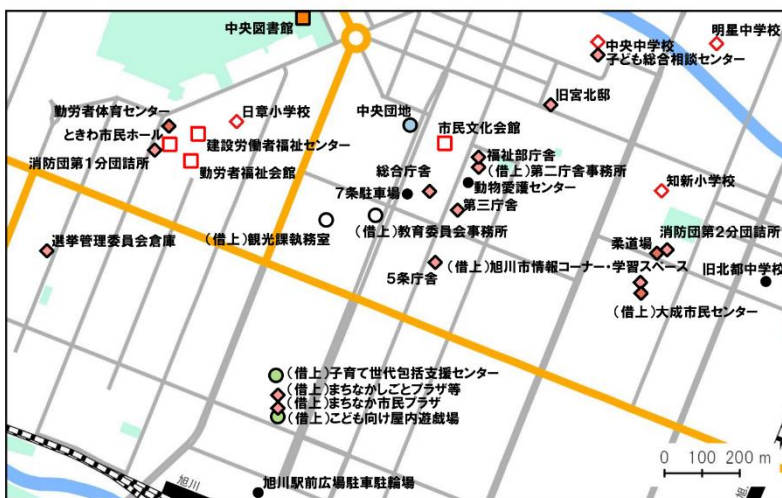 中央図書館
中央中学校
明星中学校
子ども総合相談センター
旧宮北邸
勤労者体育センター
日章小学校
中央団地
ときわ市民ホール
建設労働者福祉センター
市民文化会館
消防団第1分団詰所
勤労者福祉会館
福祉部庁舎
(借上)第二庁舎事務所
総合庁舎
動物愛護センター
7条駐車場
第三庁舎
知新小学校
(借上)観光課執務室
(借上)教育委員会事務所
選挙管理委員会倉庫
消防団第2分団詰所
柔道場
5条庁舎
(借上)旭川市情報コーナー・学習スペース
旧北都中学校
(借上)大成市民センター
(借上)子育て世代包括支援センター
(借上)まちなかしごとプラザ等
(借上)まちなか市民プラザ
(借上)こども向け屋内遊戯場
0 100 200 m
旭川
旭川駅前広場駐車駐輪場